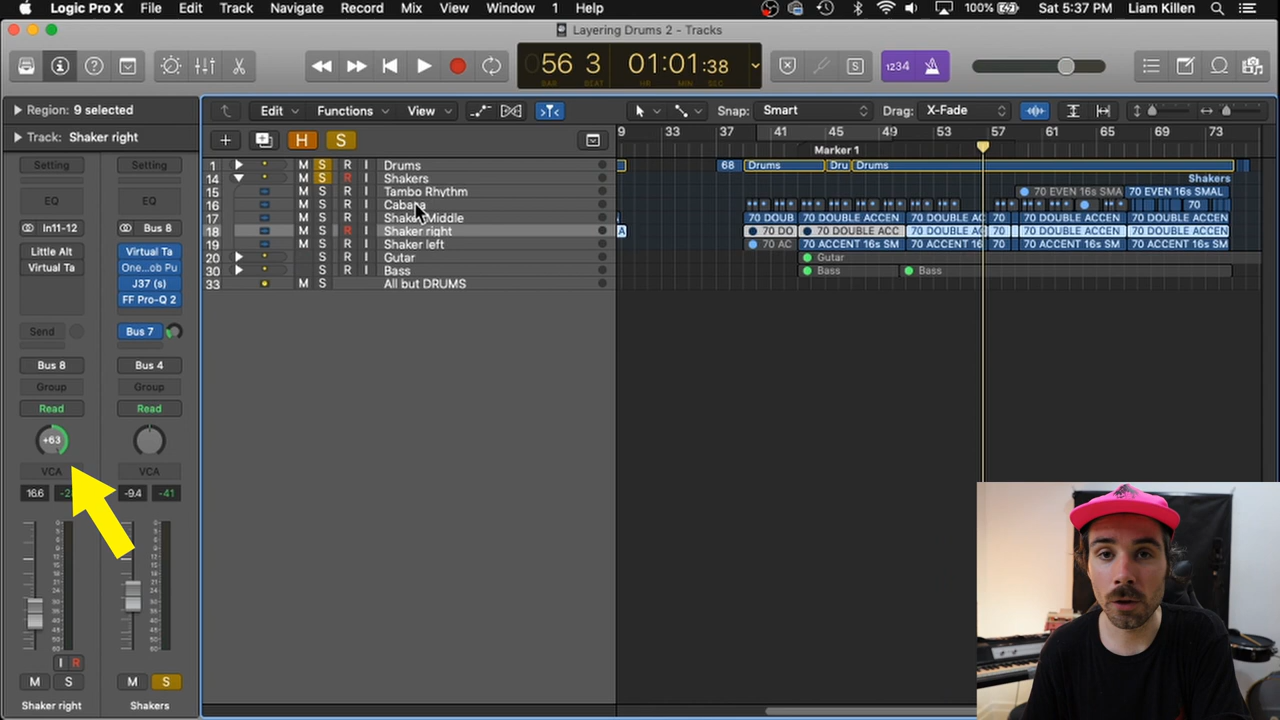 Logic Pro X File Edit Track Navigate Record Mix View Window 1 Help 100% Sat 5:37 PM Liam Killen
Layering Drums 2 - Tracks
56 3 01:01:38 1234
BAR BEAT HR MIN SEC
Region: 9 selected Edit Functions View Snap: Smart Drag: X-Fade
Track: Shaker right H S 9 33 37 41 45 49 53 57 61 65 69 73
Marker 1
Setting Setting 1 M S R I Drums 68 Drums Dru Drums
14 M S R I Shakers Shakers
EQ EQ 15 M S R I Tambo Rhythm 70 EVEN 16s SMA 70 EVEN 16s SMAL
16 M S R I Cabasa 70
In11-12 Bus 8 17 M S R I Shaker Middle 70 DOUB 70 DOUBLE ACCEN 70 DOUBLE ACCEN 70 70 DOUBLE ACCEN 70 DOUBLE ACCEN
18 M S R I Shaker right A 70 DO 70 DOUBLE ACC 70 DOUBLE ACCEN 70 70 DOUBLE ACCEN 70 DOUBLE ACCEN
19 M S R I Shaker left 70 AC 70 ACCENT 16s SM 70 ACCENT 16s SM 70 70 ACCENT 16s SM 70 ACCENT 16s SM
Little Alt Virtual Ta 20 M S R I Gutar Gutar
Virtual Ta One...ob Pu 30 M S R I Bass Bass Bass
J37 (s) 33 M S All but DRUMS
FF Pro-Q 2
Send Bus 7
Bus 8 Bus 4
Group Group
Read Read
+63
VCA VCA
16.6 -9.4 -41
I R
M S M S
Shaker right Shakers